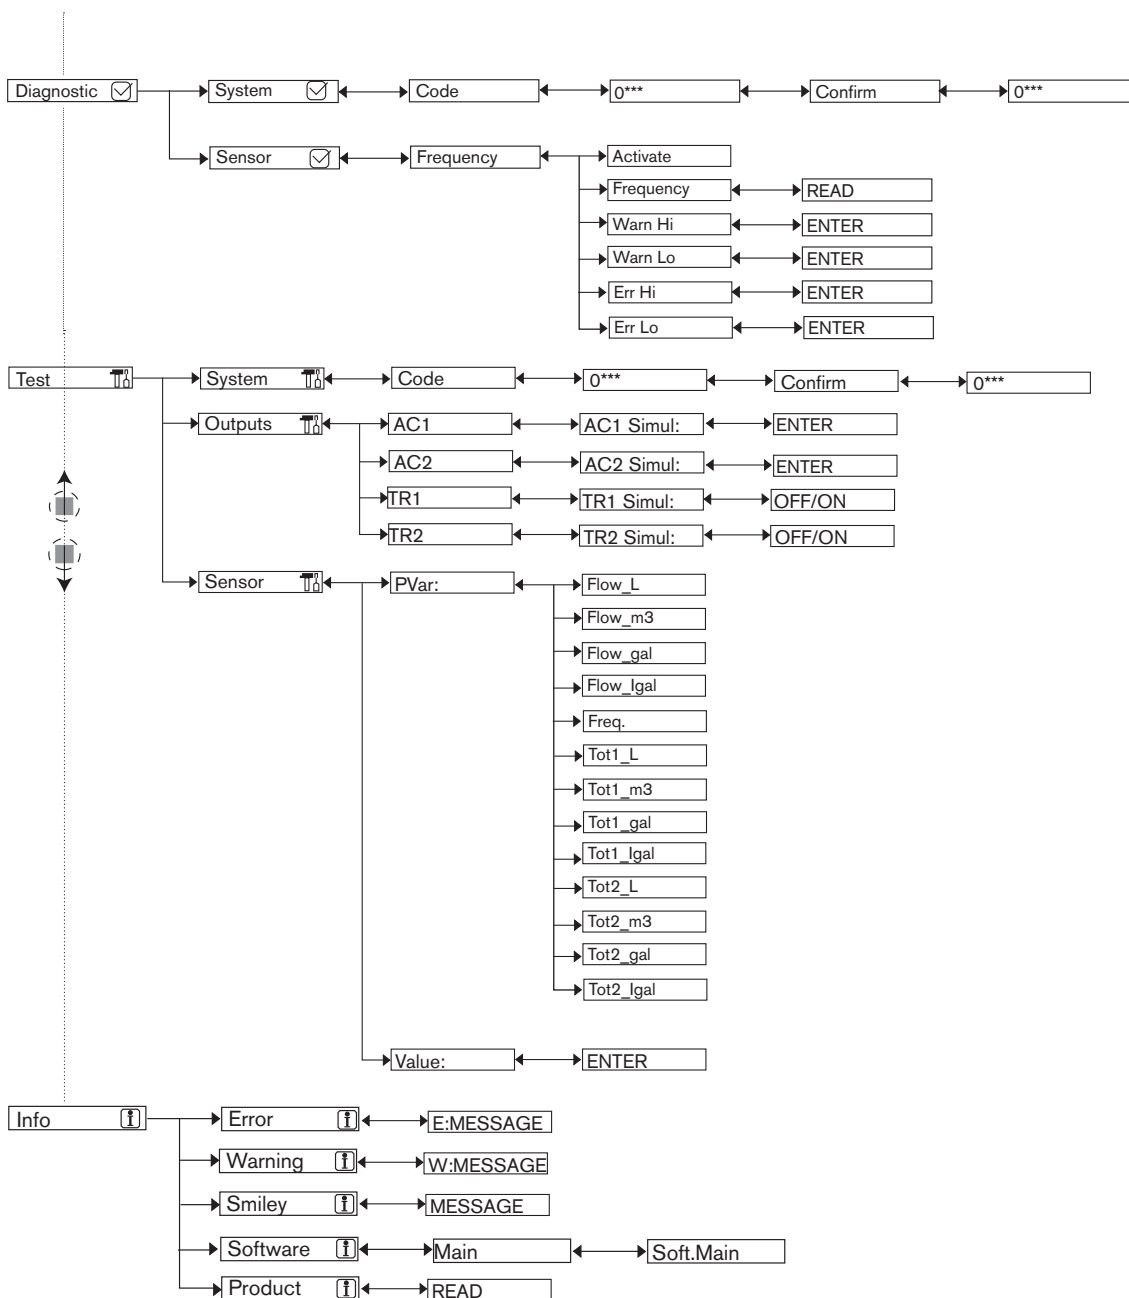 Diagnostic System Code 0*** Confirm 0***
Sensor Frequency Activate
Frequency READ
Warn Hi ENTER
Warn Lo ENTER
Err Hi ENTER
Err Lo ENTER
Test System Code 0*** Confirm 0***
Outputs AC1 AC1 Simul: ENTER
AC2 AC2 Simul: ENTER
TR1 TR1 Simul: OFF/ON
TR2 TR2 Simul: OFF/ON
Sensor PVar: Flow_L
Flow_m3
Flow_gal
Flow_Igal
Freq.
Tot1_L
Tot1_m3
Tot1_gal
Tot1_Igal
Tot2_L
Tot2_m3
Tot2_gal
Tot2_Igal
Value: ENTER
Info Error E:MESSAGE
Warning W:MESSAGE
Smiley MESSAGE
Software Main Soft.Main
Product READ